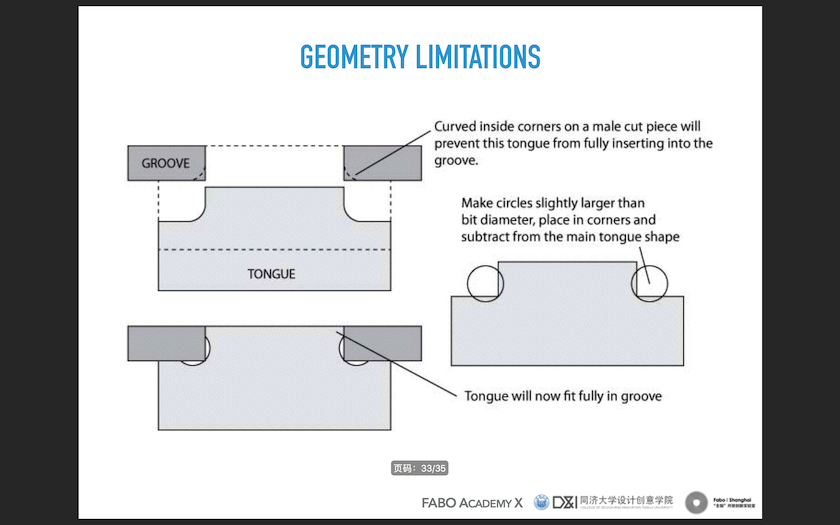 GEOMETRY LIMITATIONS
Curved inside corners on a male cut piece will
prevent this tongue from fully inserting into the
groove.
GROOVE
Make circles slightly larger than
bit diameter, place in corners and
subtract from the main tongue shape
TONGUE
Tongue will now fit fully in groove
页码：33/35
FABO ACADEMY X
D&I
同济大学设计创意学院
Fabo | Shanghai